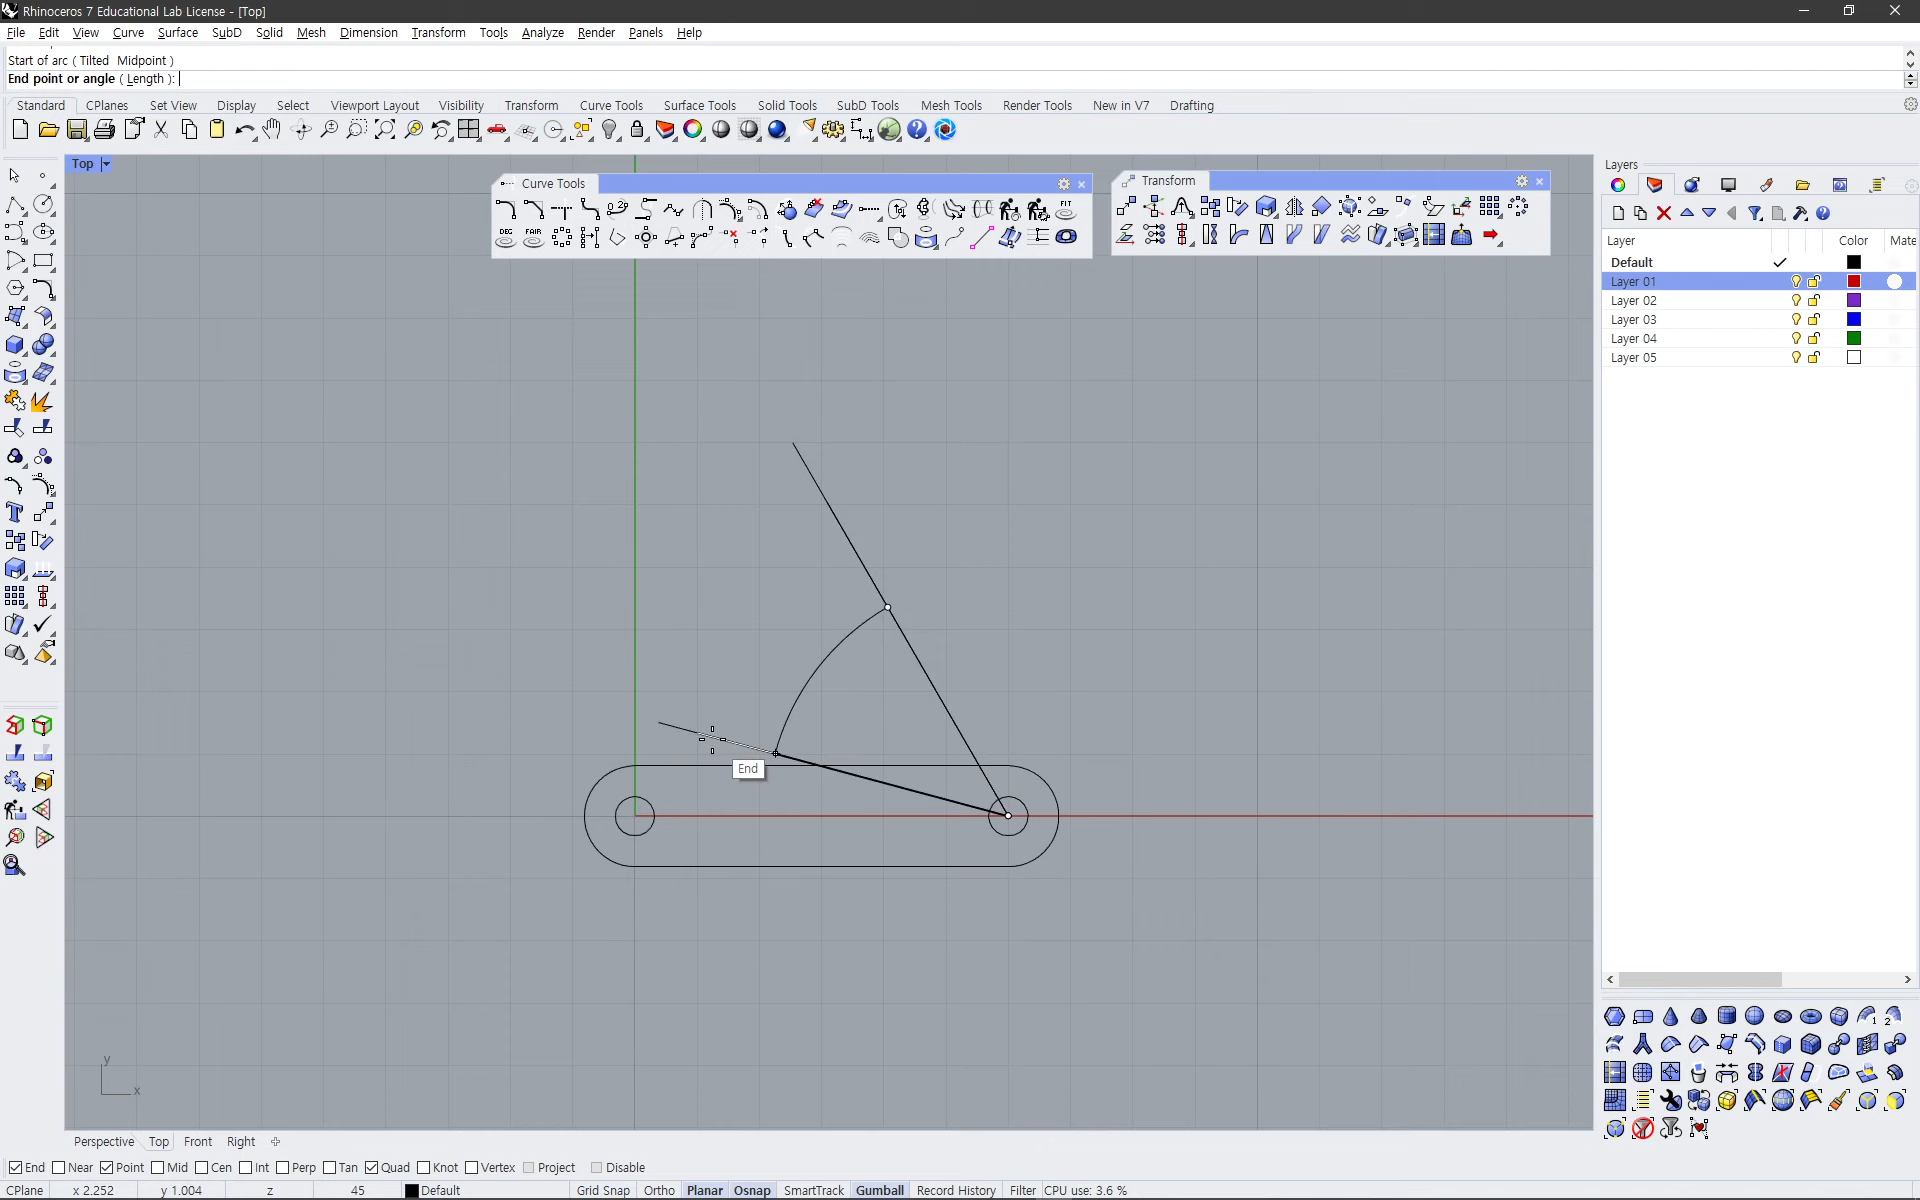 Rhinoceros 7 Educational Lab License - [Top]
File Edit View Curve Surface SubD Solid Mesh Dimension Transform Tools Analyze Render Panels Help
Start of arc ( Tilted Midpoint )
End point or angle ( Length ):
Standard CPlanes Set View Display Select Viewport Layout Visibility Transform Curve Tools Surface Tools Solid Tools SubD Tools Mesh Tools Render Tools New in V7 Drafting
Top
Curve Tools
Transform
Layers
Layer Color Mate
Default
Layer 01
Layer 02
Layer 03
Layer 04
Layer 05
FIT
DEG FAIR
End
y
x
Perspective Top Front Right
End Near Point Mid Cen Int Perp Tan Quad Knot Vertex Project Disable
CPlane x 2.252 y 1.004 z 45 Default Grid Snap Ortho Planar Osnap SmartTrack Gumball Record History Filter CPU use: 3.6 %